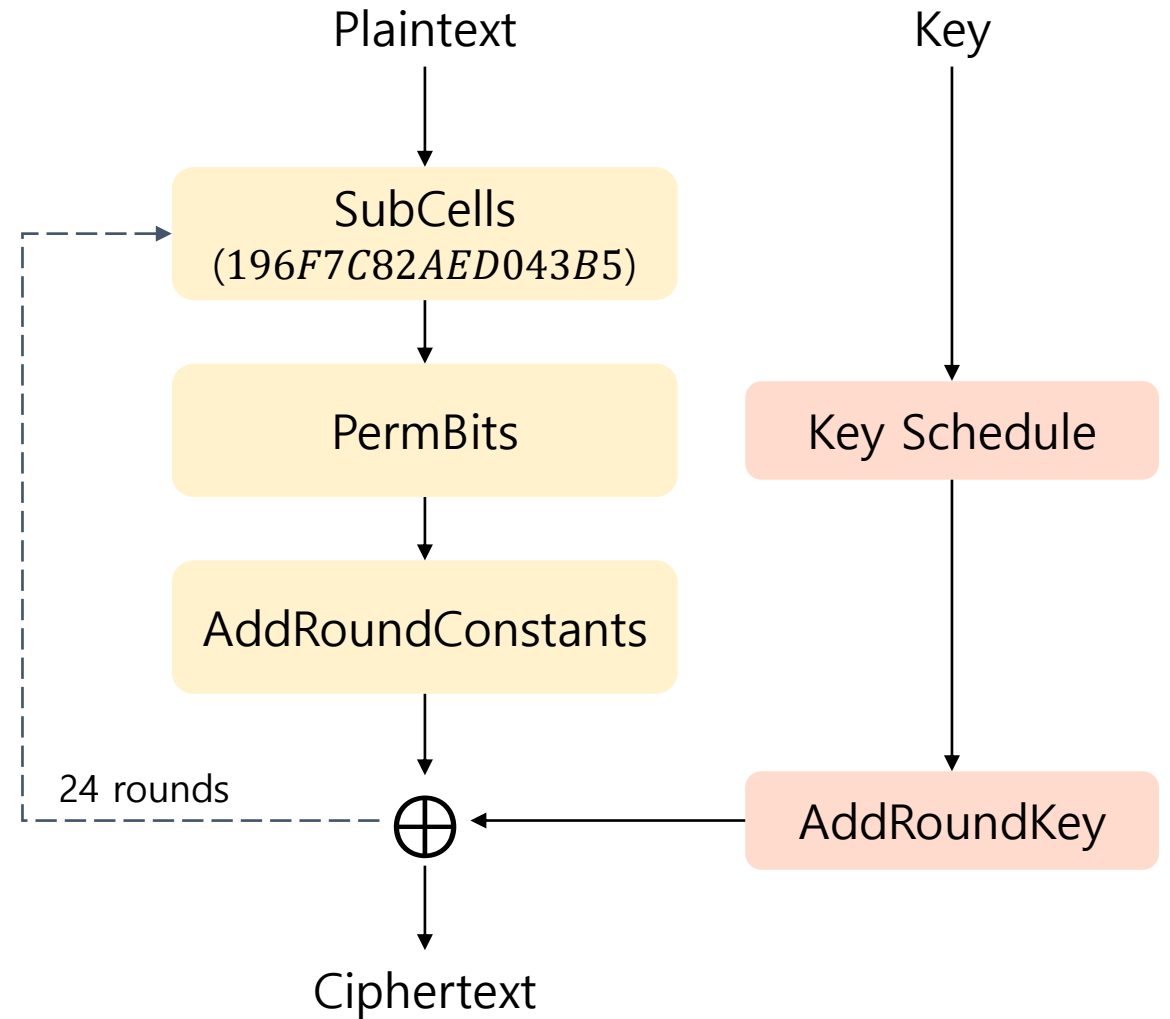 Plaintext
Key
SubCells
(196F7C82AED043B5)
PermBits
Key Schedule
AddRoundConstants
24 rounds
AddRoundKey
Ciphertext